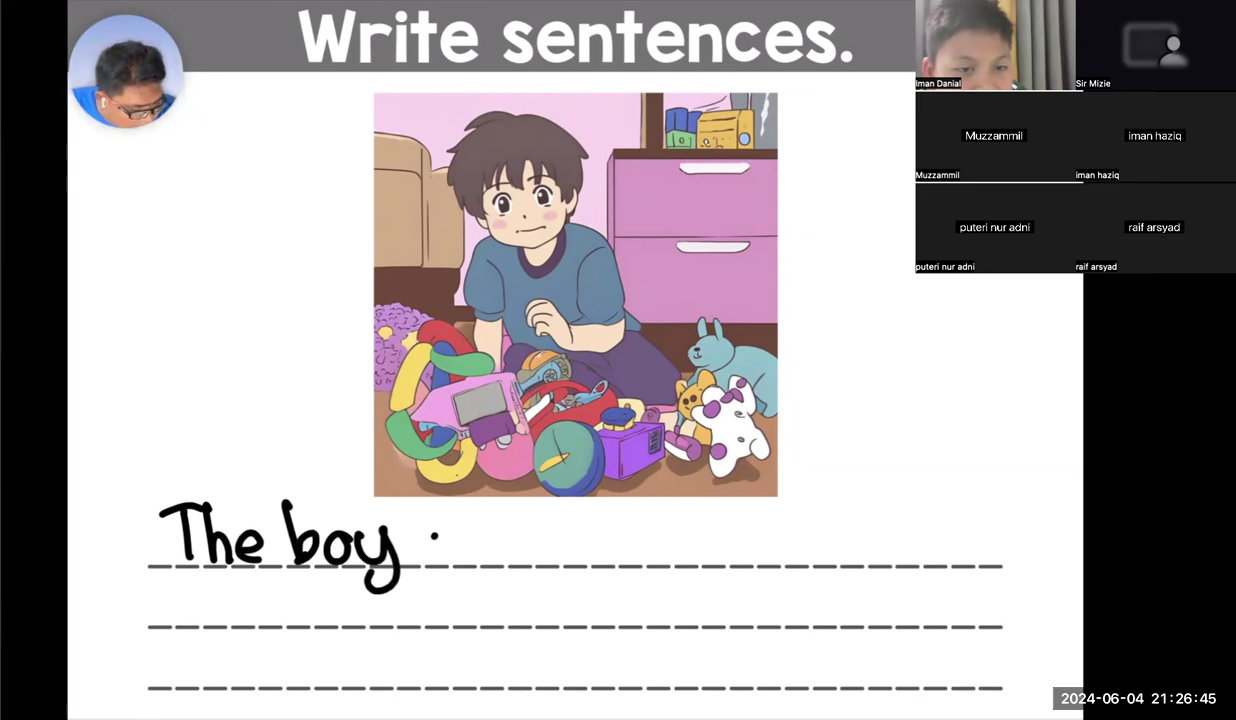 Write sentences.
Iman Danial
Sir Mizie
Muzzammil
iman haziq
Muzzammil
iman haziq
puteri nur adni
raif arsyad
puteri nur adni
raif arsyad
The boy
2024-06-04 21:26:45